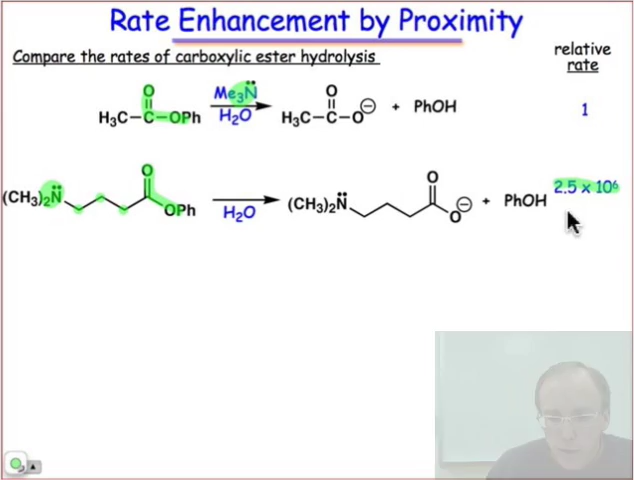 Rate Enhancement by Proximity
Compare the rates of carboxylic ester hydrolysis
relative
rate
O
O
Me₃N̈
H₃C–C–OPh
H₂O
H₃C–C–O⊖
+ PhOH
1
O
O
(CH₃)₂N̈
OPh
H₂O
(CH₃)₂N̈
O⊖
+ PhOH
2.5 × 10⁶